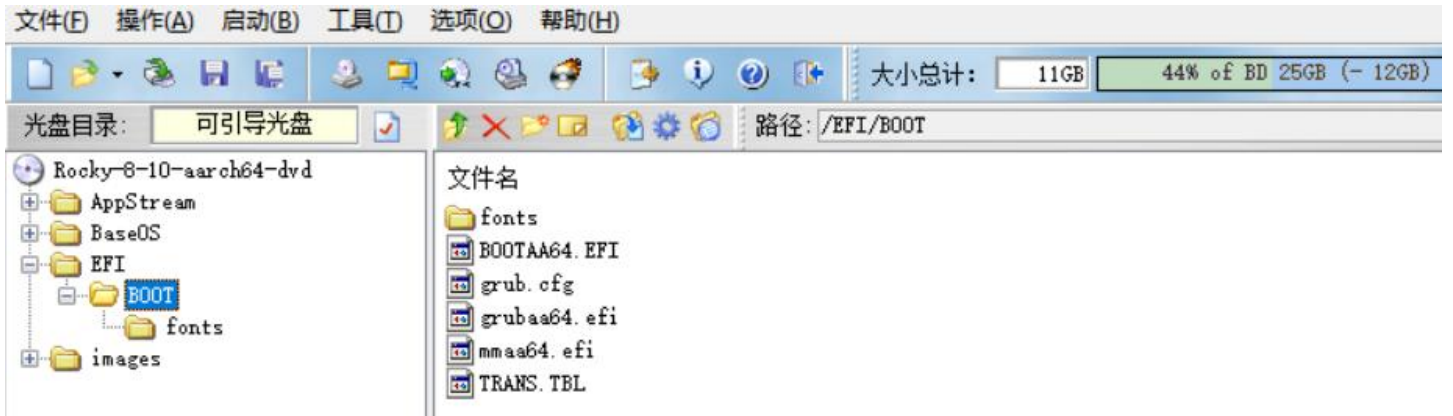 文件(F) 操作(A) 启动(B) 工具(T) 选项(O) 帮助(H)
大小总计: 11GB 44% of BD 25GB (- 12GB)
光盘目录: 可引导光盘 路径: /EFI/BOOT
Rocky-8-10-aarch64-dvd
AppStream
BaseOS
EFI
BOOT
fonts
images
文件名
fonts
BOOTAA64.EFI
grub.cfg
grubaa64.efi
mmaa64.efi
TRANS.TBL